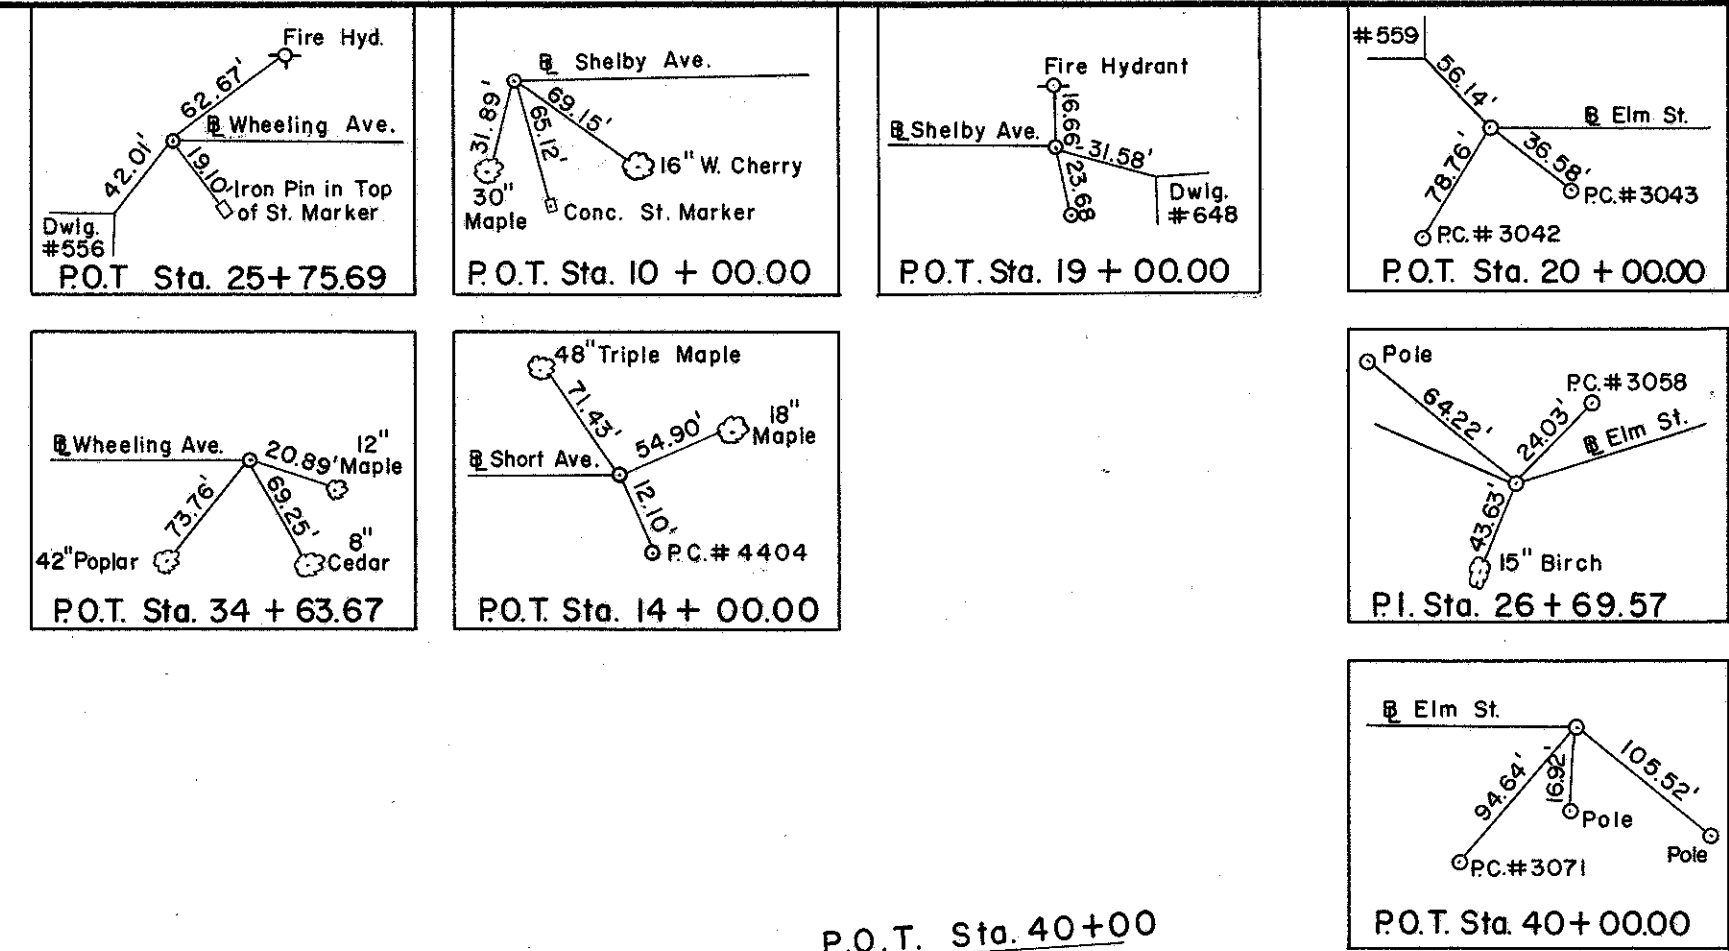 Fire Hyd.
62.67'
℄ Wheeling Ave.
42.01'
19.10'
Iron Pin in Top
of St. Marker
Dwlg.
#556
P.O.T Sta. 25+75.69
℄ Shelby Ave.
31.89'
65.12'
69.15'
16" W. Cherry
30"
Maple
Conc. St. Marker
P.O.T. Sta. 10 + 00.00
Fire Hydrant
16.66'
℄ Shelby Ave.
31.58'
23.68
Dwlg.
#648
P.O.T. Sta. 19 + 00.00
#559
56.14'
℄ Elm St.
78.76'
36.58'
P.C.#3043
P.C.# 3042
P.O.T. Sta. 20 + 00.00
℄ Wheeling Ave.
20.89'
12"
Maple
73.76'
69.25'
42" Poplar
8"
Cedar
P.O.T. Sta. 34 + 63.67
48" Triple Maple
71.43'
54.90'
18"
Maple
℄ Short Ave.
12.10'
P.C.# 4404
P.O.T. Sta. 14 + 00.00
Pole
P.C.#3058
64.22'
24.03'
℄ Elm St.
43.63'
15" Birch
P.I. Sta. 26+69.57
℄ Elm St.
94.64'
16.92'
105.52'
Pole
Pole
P.C.#3071
P.O.T. Sta. 40+00.00
P.O.T. Sta. 40+00